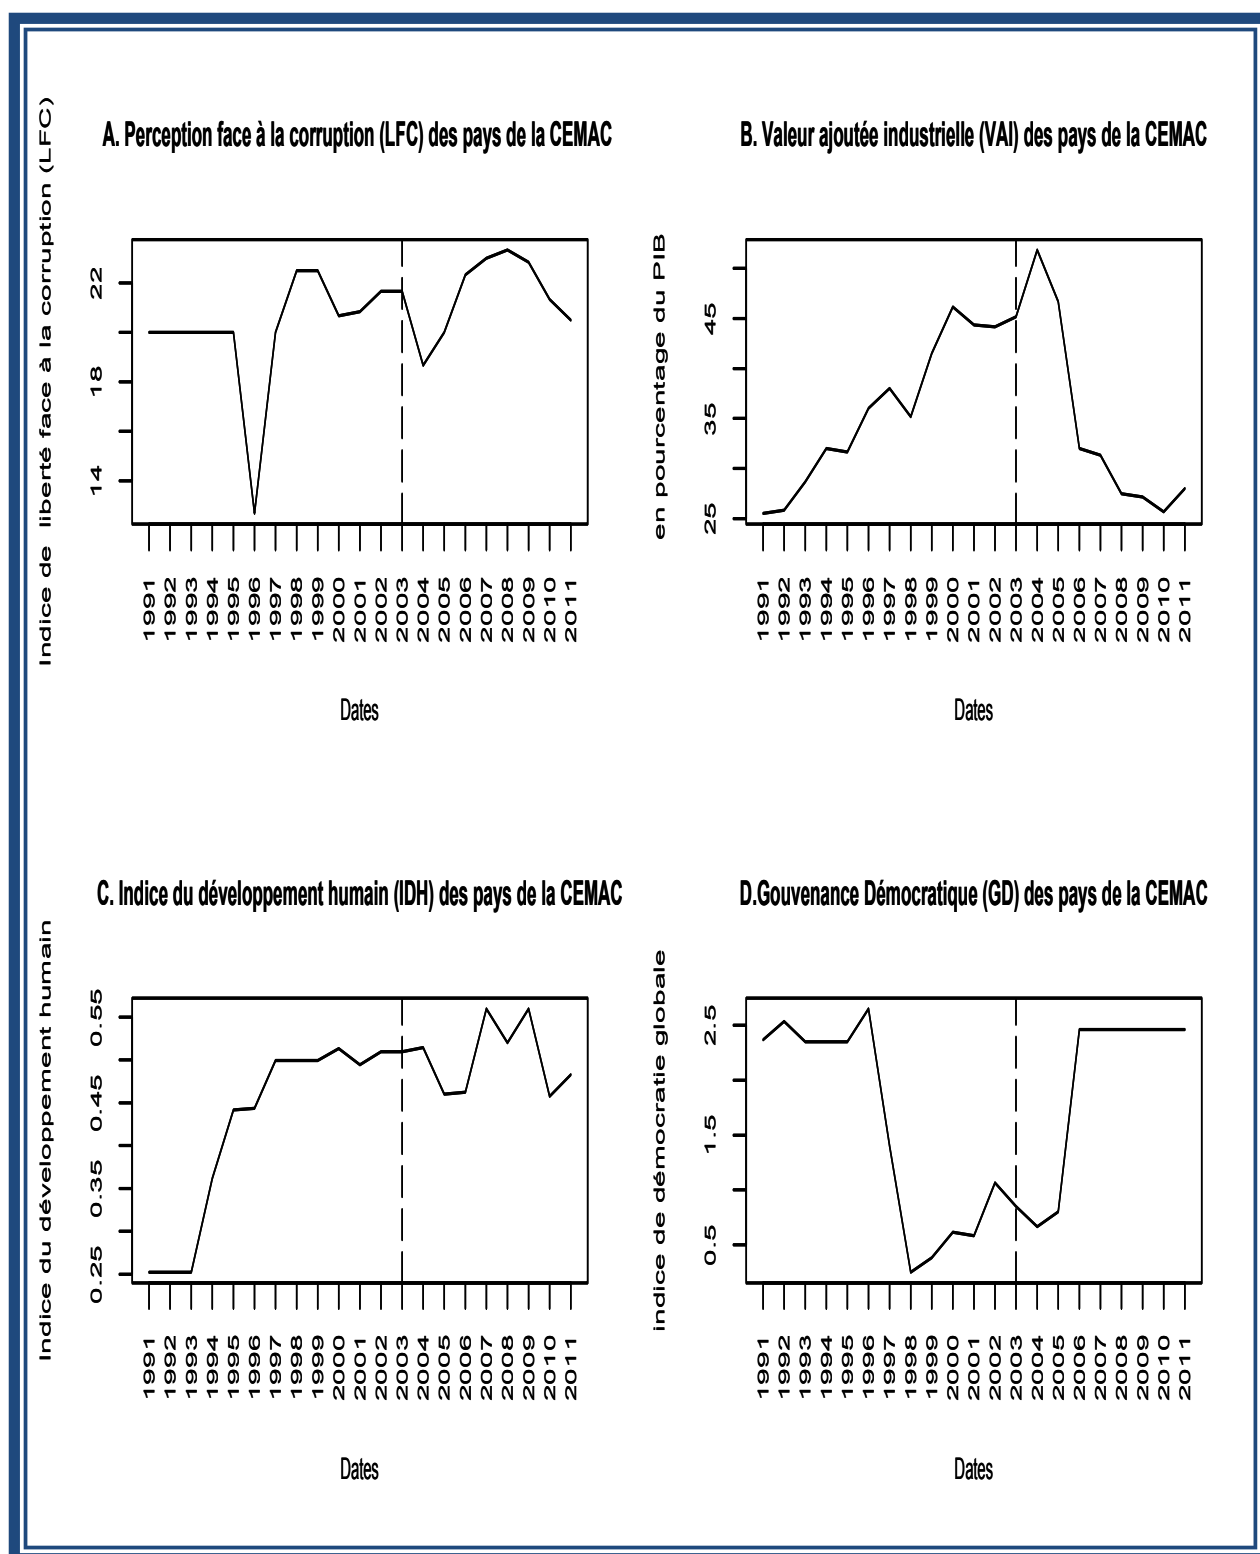 A. Perception face à la corruption (LFC) des pays de la CEMAC
Indice de liberté face à la corruption (LFC)
22
18
14
1991 1992 1993 1994 1995 1996 1997 1998 1999 2000 2001 2002 2003 2004 2005 2006 2007 2008 2009 2010 2011
Dates
B. Valeur ajoutée industrielle (VAI) des pays de la CEMAC
en pourcentage du PIB
45
35
25
1991 1992 1993 1994 1995 1996 1997 1998 1999 2000 2001 2002 2003 2004 2005 2006 2007 2008 2009 2010 2011
Dates
C. Indice du développement humain (IDH) des pays de la CEMAC
Indice du développement humain
0.55
0.45
0.35
0.25
1991 1992 1993 1994 1995 1996 1997 1998 1999 2000 2001 2002 2003 2004 2005 2006 2007 2008 2009 2010 2011
Dates
D.Gouvenance Démocratique (GD) des pays de la CEMAC
indice de démocratie globale
2.5
1.5
0.5
1991 1992 1993 1994 1995 1996 1997 1998 1999 2000 2001 2002 2003 2004 2005 2006 2007 2008 2009 2010 2011
Dates